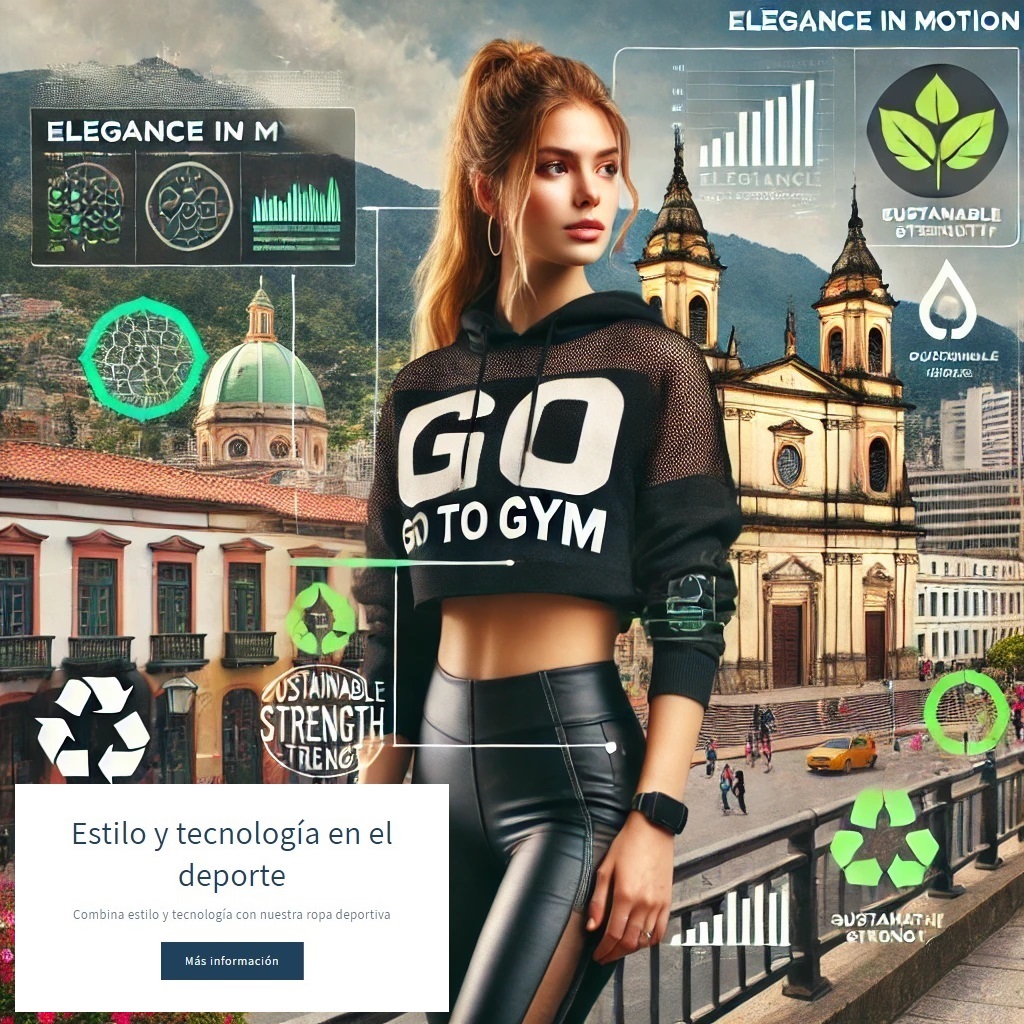 ELEGANCE IN MOTION
ELEGANCE IN M
GO
GO TO GYM
SUSTAINABLE
STRENGTH
Estilo y tecnología en el
deporte
Combina estilo y tecnología con nuestra ropa deportiva
Más información